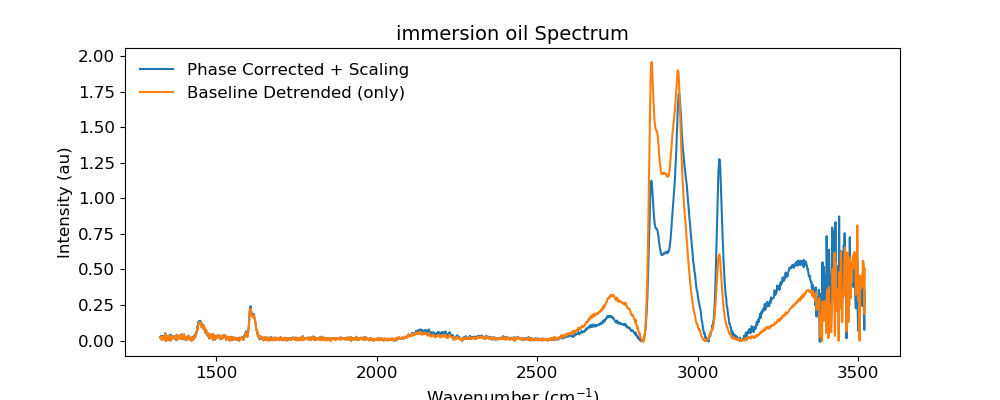 immersion oil Spectrum
Phase Corrected + Scaling
Baseline Detrended (only)
Intensity (au)
2.00
1.75
1.50
1.25
1.00
0.75
0.50
0.25
0.00
1500 2000 2500 3000 3500
Wavenumber (cm⁻¹)